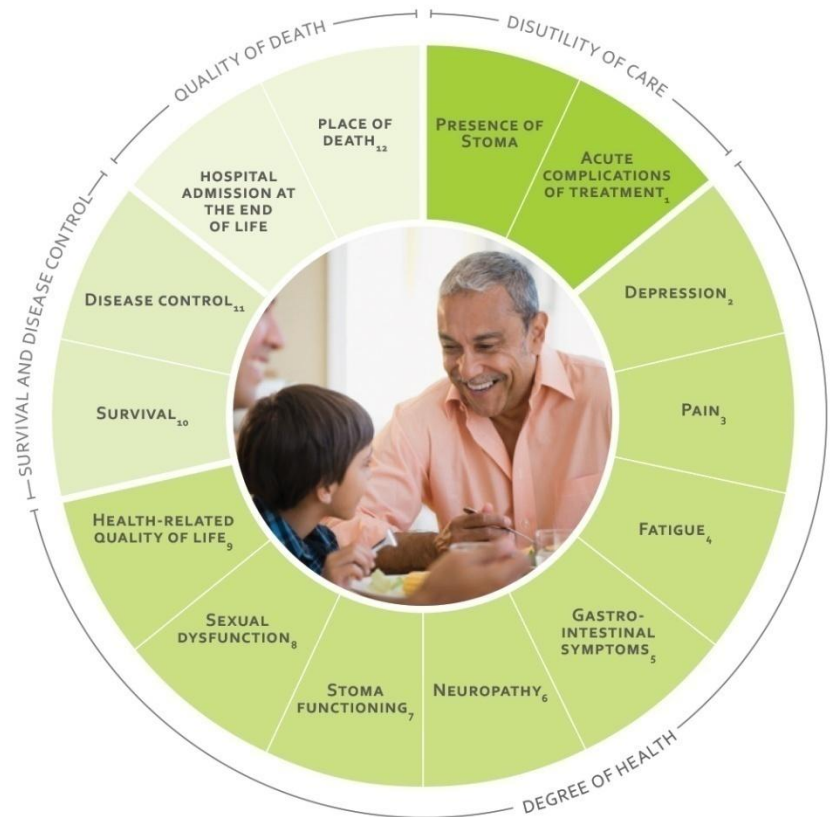 QUALITY OF DEATH
DISUTILITY OF CARE
PLACE OF
DEATH12
PRESENCE OF
STOMA
ACUTE
COMPLICATIONS
OF TREATMENT1
HOSPITAL
ADMISSION AT
THE END
OF LIFE
DEPRESSION2
DISEASE CONTROL11
SURVIVAL AND DISEASE CONTROL
PAIN3
SURVIVAL10
FATIGUE4
HEALTH-RELATED
QUALITY OF LIFE9
GASTRO-
INTESTINAL
SYMPTOMS5
SEXUAL
DYSFUNCTION8
STOMA
FUNCTIONING7
NEUROPATHY6
DEGREE OF HEALTH